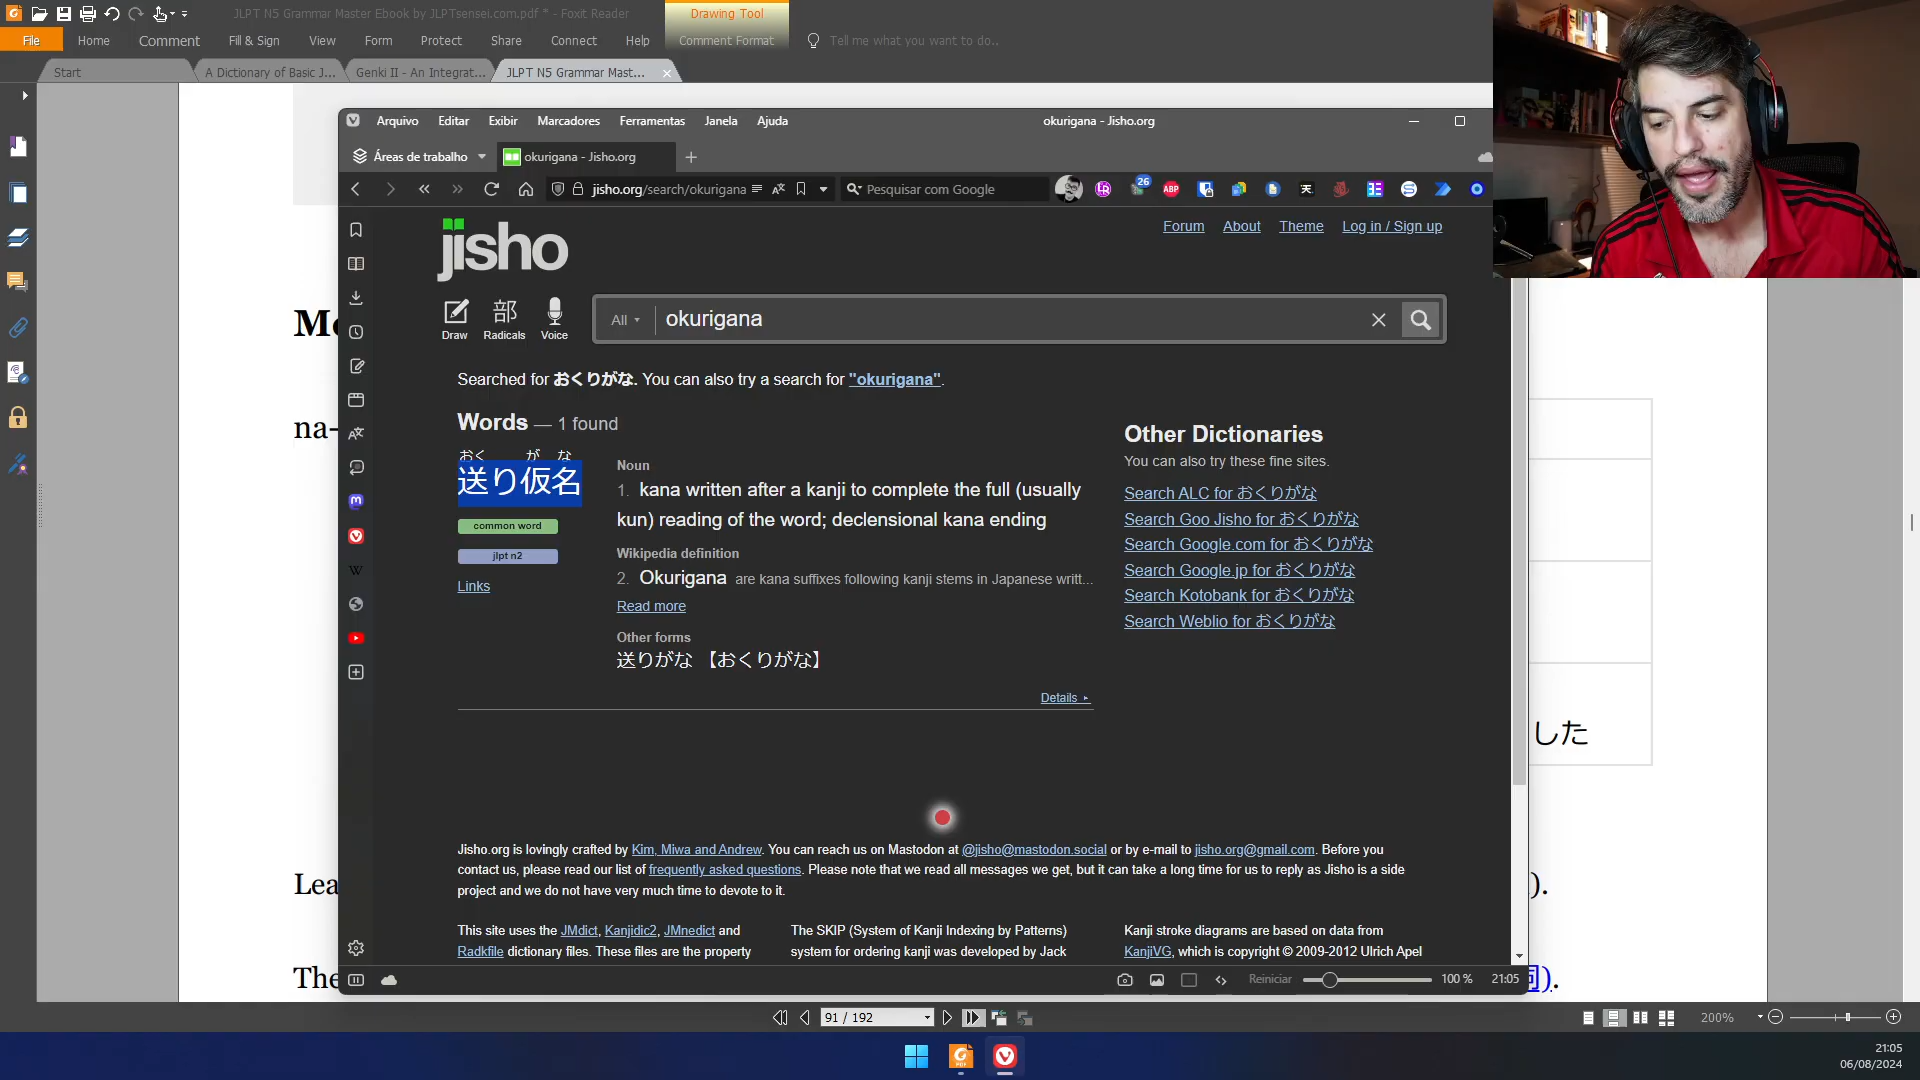 JLPT N5 Grammar Master Ebook by JLPTsensei.com.pdf * - Foxit Reader
Drawing Tool
File
Home
Comment
Fill & Sign
View
Form
Protect
Share
Connect
Help
Comment Format
Tell me what you want to do..
Start
A Dictionary of Basic J...
Genki II - An Integrat...
JLPT N5 Grammar Mast...
Arquivo
Editar
Exibir
Marcadores
Ferramentas
Janela
Ajuda
okurigana - Jisho.org
Áreas de trabalho
okurigana - Jisho.org
jisho.org/search/okurigana
Pesquisar com Google
26
ABP
jisho
Forum
About
Theme
Log in / Sign up
Draw
部
Radicals
Voice
All
okurigana
Searched for おくりがな. You can also try a search for "okurigana".
Words — 1 found
おく が な
送り仮名
common word
jlpt n2
Links
Noun
1. kana written after a kanji to complete the full (usually
kun) reading of the word; declensional kana ending
Wikipedia definition
2. Okurigana are kana suffixes following kanji stems in Japanese writt...
Read more
Other forms
送りがな 【おくりがな】
Details
Other Dictionaries
You can also try these fine sites.
Search ALC for おくりがな
Search Goo Jisho for おくりがな
Search Google.com for おくりがな
Search Google.jp for おくりがな
Search Kotobank for おくりがな
Search Weblio for おくりがな
na-
した
Lea
).
The
詞).
Jisho.org is lovingly crafted by Kim, Miwa and Andrew. You can reach us on Mastodon at @jisho@mastodon.social or by e-mail to jisho.org@gmail.com. Before you
contact us, please read our list of frequently asked questions. Please note that we read all messages we get, but it can take a long time for us to reply as Jisho is a side
project and we do not have very much time to devote to it.
This site uses the JMdict, Kanjidic2, JMnedict and
Radkfile dictionary files. These files are the property
The SKIP (System of Kanji Indexing by Patterns)
system for ordering kanji was developed by Jack
Kanji stroke diagrams are based on data from
KanjiVG, which is copyright © 2009-2012 Ulrich Apel
Reiniciar
100 %
21:05
91 / 192
200%
21:05
06/08/2024